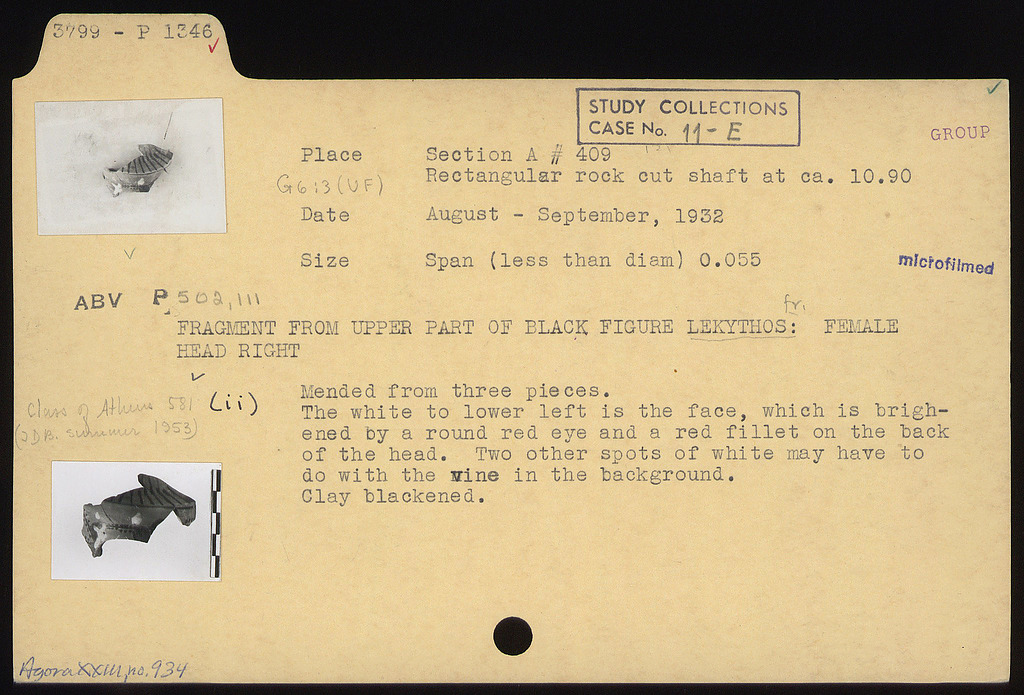 3799 - P 1346
STUDY COLLECTIONS
CASE No. 11-E
GROUP
Place Section A # 409
G 6:3 (UF) Rectangular rock cut shaft at ca. 10.90
Date August - September, 1932
Size Span (less than diam) 0.055
microfilmed
ABV P. 502, 111
fr.
FRAGMENT FROM UPPER PART OF BLACK FIGURE LEKYTHOS: FEMALE
HEAD RIGHT
Class of Athens 581 (ii)
(JDB. summer 1953)
Mended from three pieces.
The white to lower left is the face, which is brigh-
ened by a round red eye and a red fillet on the back
of the head. Two other spots of white may have to
do with the vine in the background.
Clay blackened.
Agora XXIII, no. 934